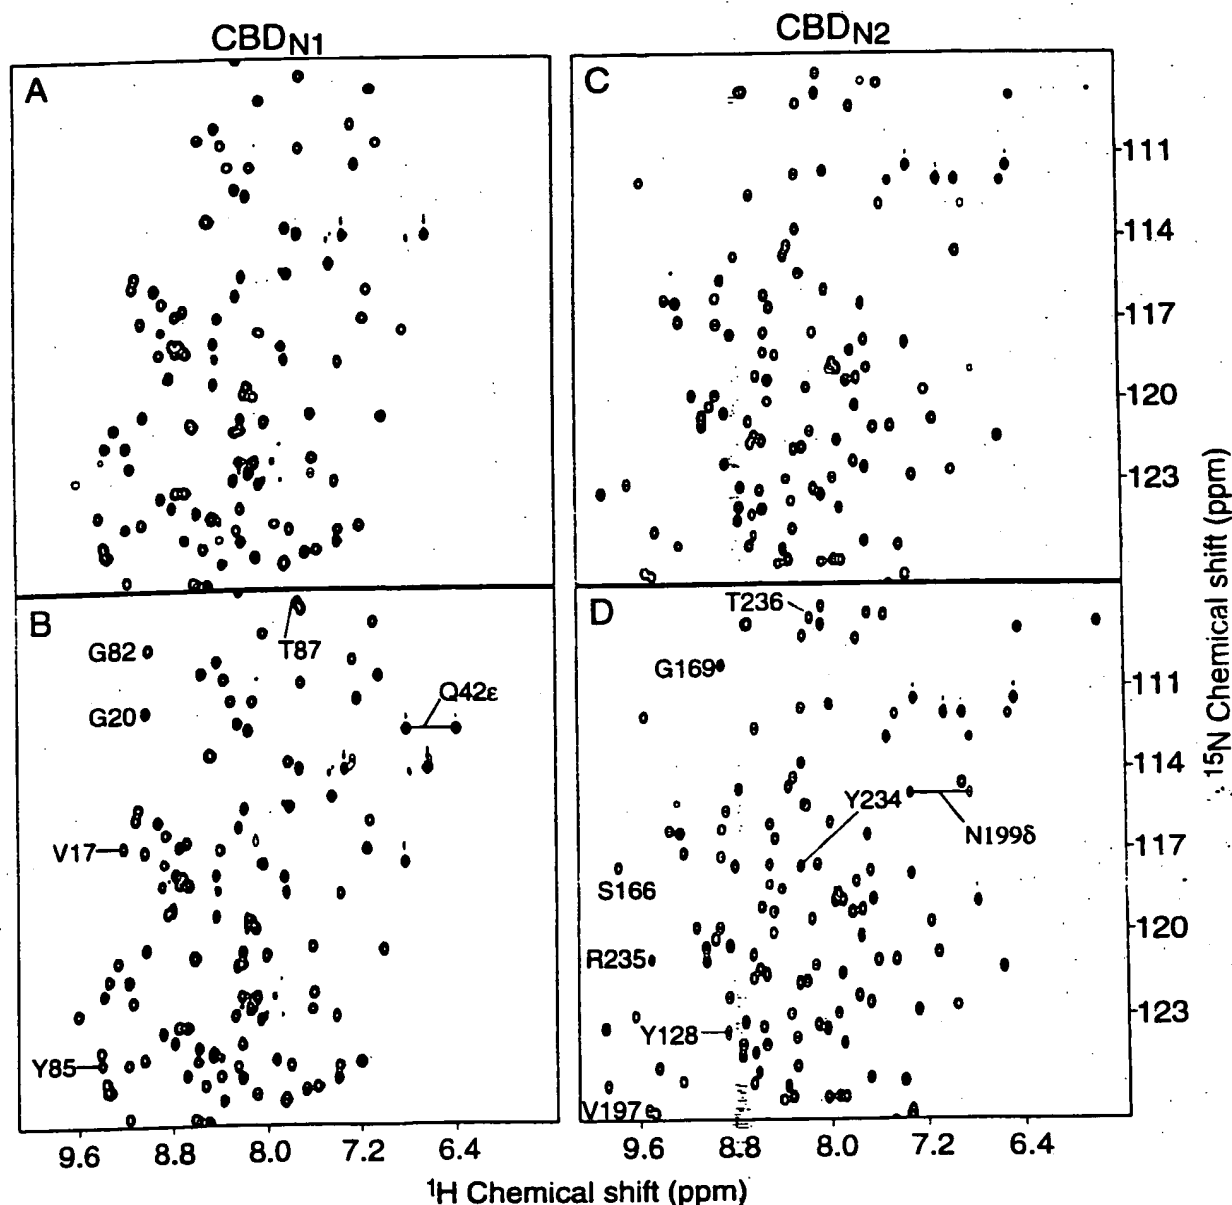 CBDN1
CBDN2
A
C
111
114
117
120
123
B
G82
T87
Q42ε
G20
V17
Y85
D
T236
G169
Y234
N199δ
S166
R235
Y128
V197
111
114
117
120
123
15N Chemical shift (ppm)
9.6 8.8 8.0 7.2 6.4
9.6 8.8 8.0 7.2 6.4
1H Chemical shift (ppm)